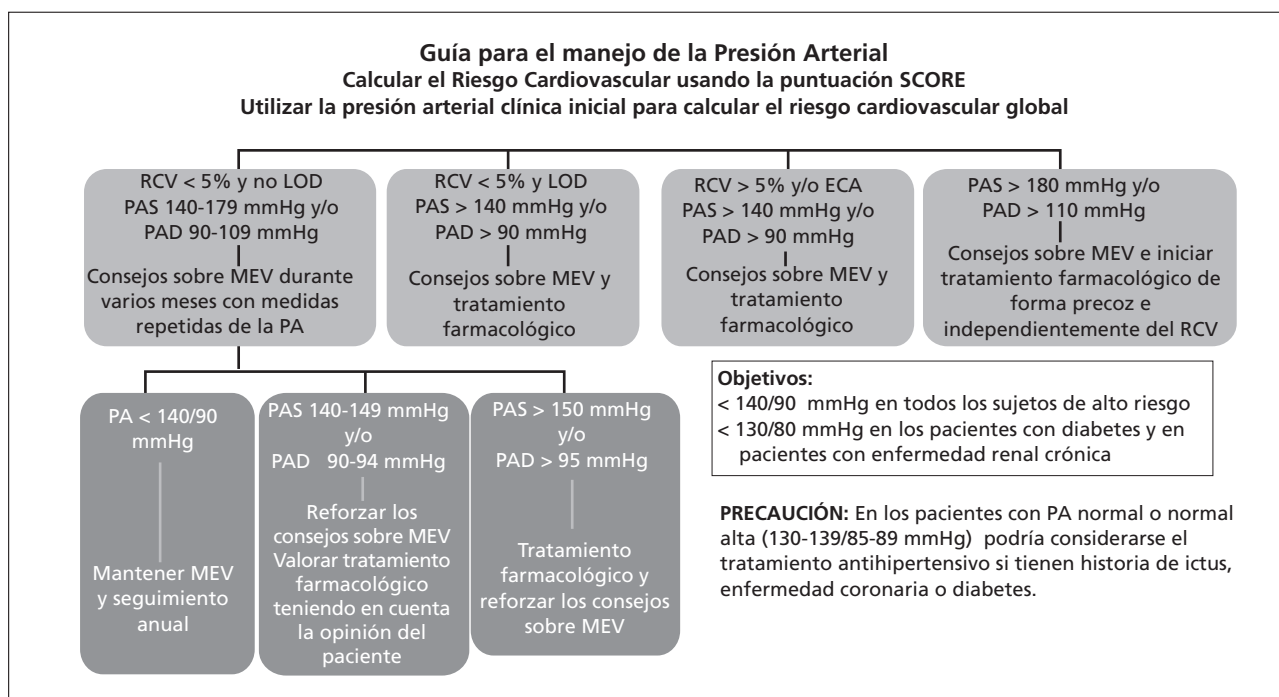 Guía para el manejo de la Presión Arterial
Calcular el Riesgo Cardiovascular usando la puntuación SCORE
Utilizar la presión arterial clínica inicial para calcular el riesgo cardiovascular global
RCV < 5% y no LOD
PAS 140-179 mmHg y/o
PAD 90-109 mmHg
Consejos sobre MEV durante
varios meses con medidas
repetidas de la PA
RCV < 5% y LOD
PAS > 140 mmHg y/o
PAD > 90 mmHg
Consejos sobre MEV y
tratamiento
farmacológico
RCV > 5% y/o ECA
PAS > 140 mmHg y/o
PAD > 90 mmHg
Consejos sobre MEV y
tratamiento
farmacológico
PAS > 180 mmHg y/o
PAD > 110 mmHg
Consejos sobre MEV e iniciar
tratamiento farmacológico de
forma precoz e
independientemente del RCV
PA < 140/90
mmHg
Mantener MEV
y seguimiento
anual
PAS 140-149 mmHg
y/o
PAD 90-94 mmHg
Reforzar los
consejos sobre MEV
Valorar tratamiento
farmacológico
teniendo en cuenta
la opinión del
paciente
PAS > 150 mmHg
y/o
PAD > 95 mmHg
Tratamiento
farmacológico y
reforzar los consejos
sobre MEV
Objetivos:
< 140/90 mmHg en todos los sujetos de alto riesgo
< 130/80 mmHg en los pacientes con diabetes y en
pacientes con enfermedad renal crónica
PRECAUCIÓN: En los pacientes con PA normal o normal
alta (130-139/85-89 mmHg) podría considerarse el
tratamiento antihipertensivo si tienen historia de ictus,
enfermedad coronaria o diabetes.